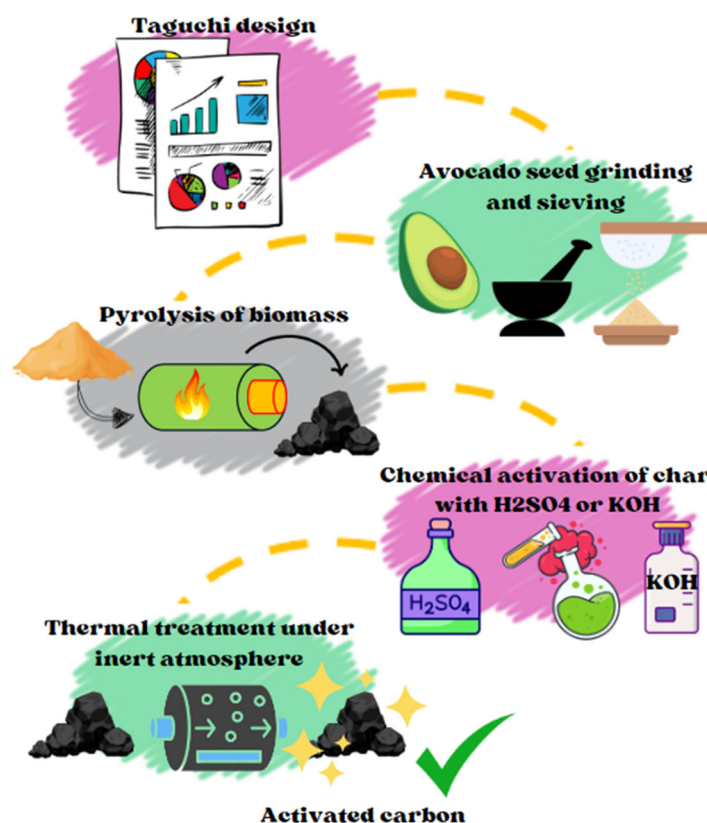 Taguchi design
Avocado seed grinding
and sieving
Pyrolysis of biomass
Chemical activation of char
with H2SO4 or KOH
H₂SO₄
KOH
Thermal treatment under
inert atmosphere
Activated carbon